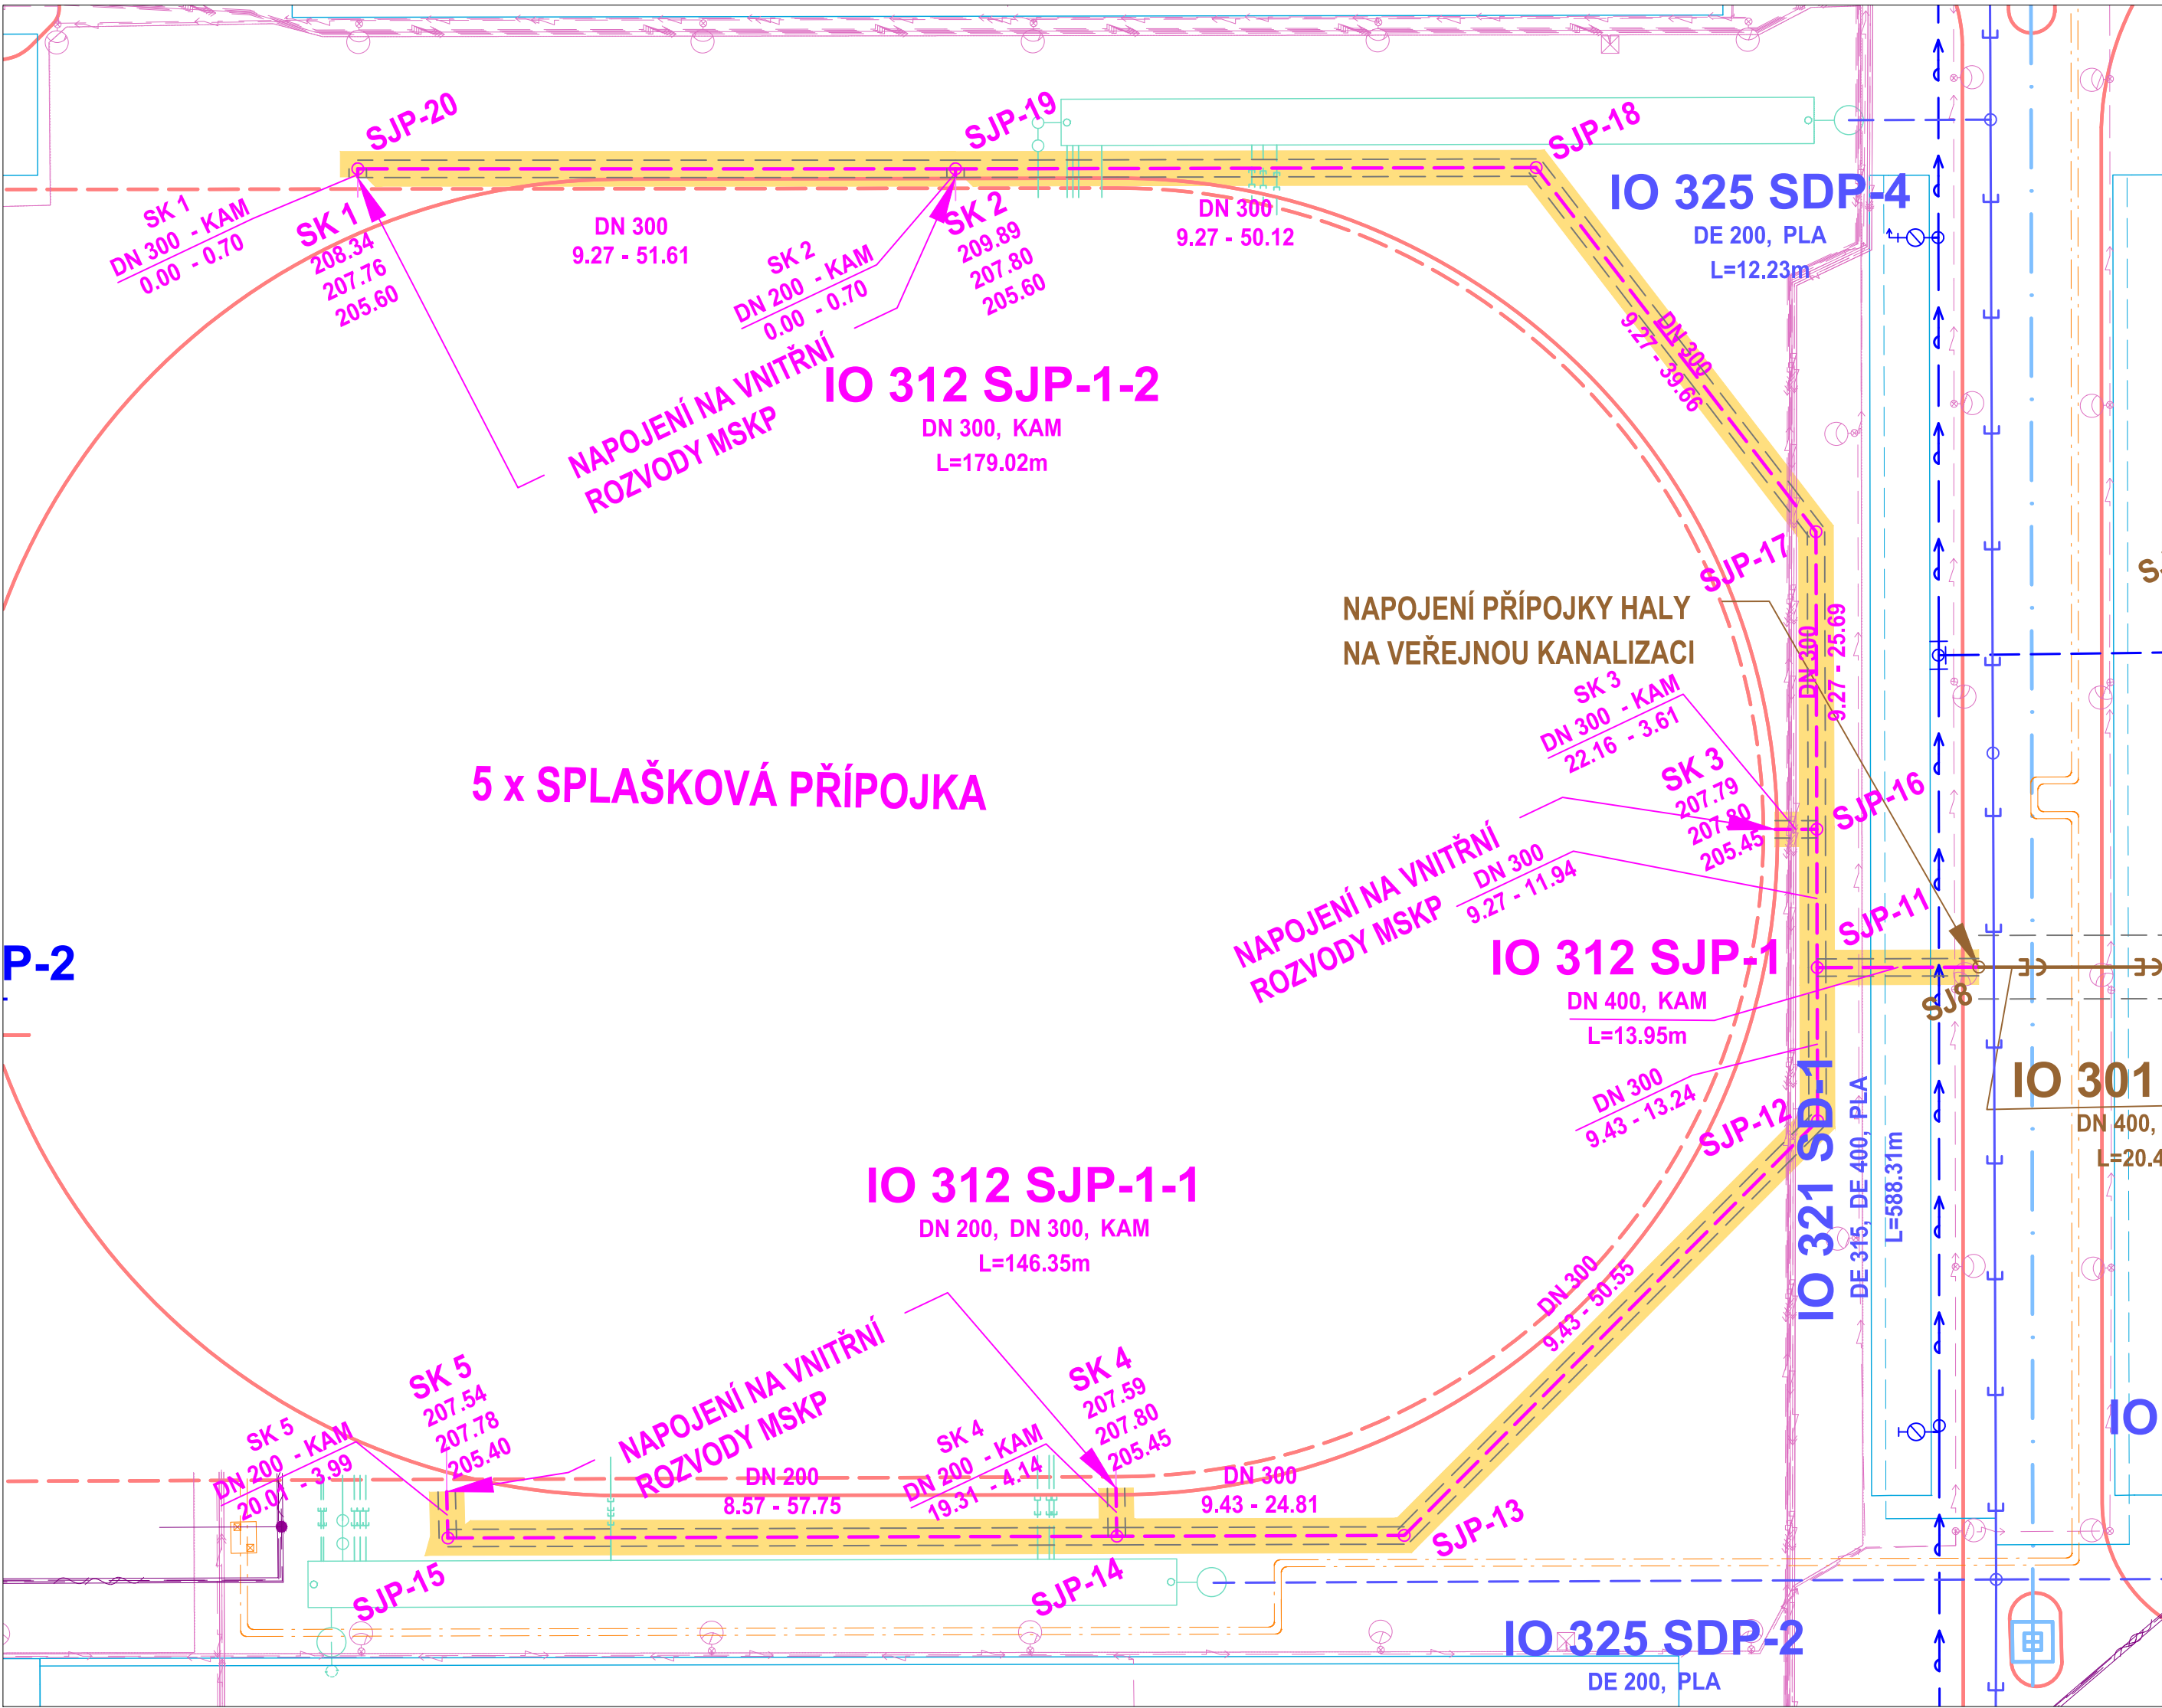 SJP-20
SJP-19
SJP-18
IO 325 SDP-4
DE 200, PLA
L=12.23m
SK 1
DN 300 - KAM
0.00 - 0.70
SK 1
208.34
207.76
205.60
DN 300
9.27 - 51.61
SK 2
DN 200 - KAM
0.00 - 0.70
SK 2
209.89
207.80
205.60
DN 300
9.27 - 50.12
DN 300
9.27 - 39.66
NAPOJENÍ NA VNITŘNÍ
ROZVODY MSKP
IO 312 SJP-1-2
DN 300, KAM
L=179.02m
SJP-17
NAPOJENÍ PŘÍPOJKY HALY
NA VEŘEJNOU KANALIZACI
DN 300
9.27 - 25.69
SK 3
DN 300 - KAM
22.16 - 3.61
SK 3
207.79
207.80
205.45
SJP-16
5 x SPLAŠKOVÁ PŘÍPOJKA
NAPOJENÍ NA VNITŘNÍ
ROZVODY MSKP
DN 300
9.27 - 11.94
SJP-11
P-2
IO 312 SJP-1
DN 400, KAM
L=13.95m
SJ8
DN 300
9.43 - 13.24
SJP-12
IO 321 SD-1
DE 315, DE 400, PLA
L=588.31m
IO 301
DN 400,
L=20.4
IO 312 SJP-1-1
DN 200, DN 300, KAM
L=146.35m
DN 300
9.43 - 50.55
SK 5
207.54
207.78
205.40
SK 5
DN 200 - KAM
20.07 - 3.99
NAPOJENÍ NA VNITŘNÍ
ROZVODY MSKP
SK 4
207.59
207.80
205.45
SK 4
DN 200 - KAM
19.31 - 4.14
DN 200
8.57 - 57.75
DN 300
9.43 - 24.81
IO
SJP-13
SJP-15
SJP-14
IO 325 SDP-2
DE 200, PLA